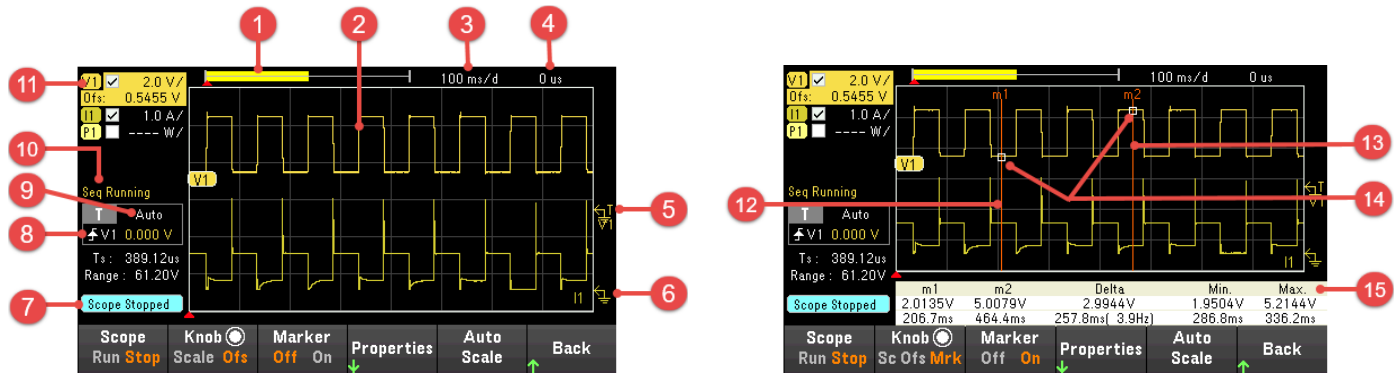 1
2
3
4
11
V1 2.0 V/
100 ms/d 0 us
Ofs: 0.5455 V
I1 1.0 A/
P1 ---- W/
10
V1
9
Seq Running
T Auto
T
5
V1
8
V1 0.000 V
Ts: 389.12us
Range: 61.20V
7
Scope Stopped
I1
6
Scope
Run Stop
Knob
Scale Ofs
Marker
Off On
Properties
Auto
Scale
Back
V1 2.0 V/
100 ms/d 0 us
Ofs: 0.5455 V
m1 m2
I1 1.0 A/
P1 ---- W/
13
V1
Seq Running
12
14
T Auto
T
V1
V1 0.000 V
Ts: 389.12us
Range: 61.20V
I1
Scope Stopped
m1 m2 Delta Min. Max.
15
2.0135V 5.0079V 2.9944V 1.9504V 5.2144V
206.7ms 464.4ms 257.8ms( 3.9Hz) 286.8ms 336.2ms
Scope
Run Stop
Knob
Sc Ofs Mrk
Marker
Off On
Properties
Auto
Scale
Back